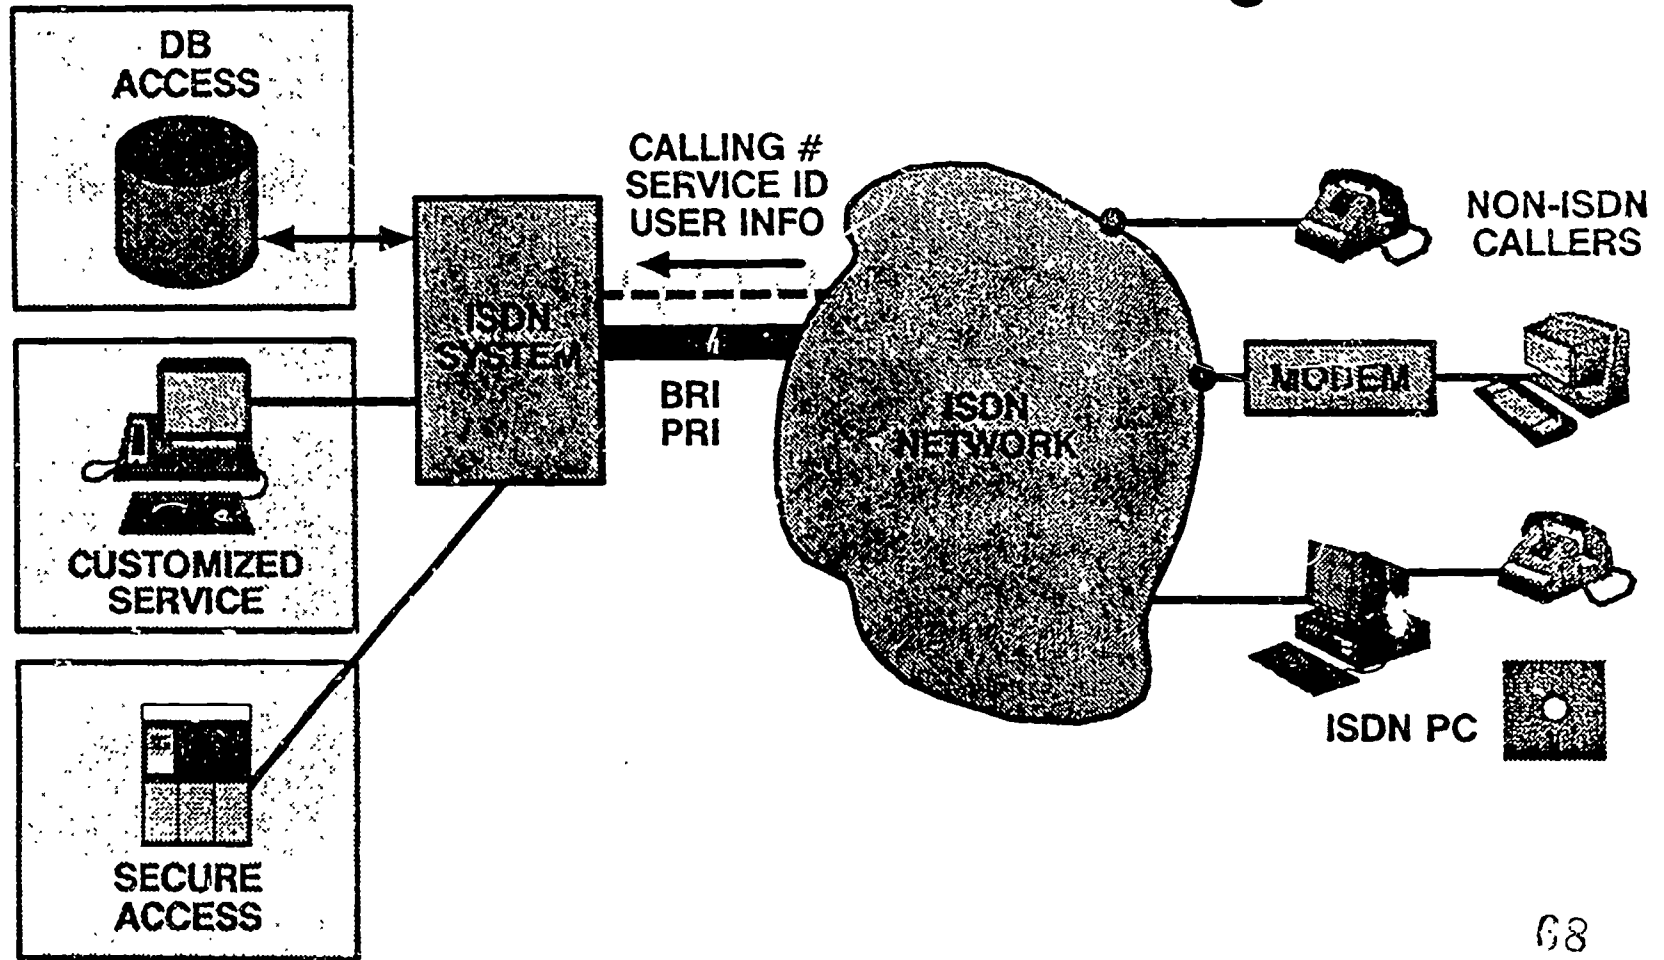 DB
ACCESS
CALLING #
SERVICE ID
USER INFO
NON-ISDN
CALLERS
ISDN
SYSTEM
BRI
PRI
ISDN
NETWORK
MODEM
CUSTOMIZED
SERVICE
ISDN PC
SECURE
ACCESS
68